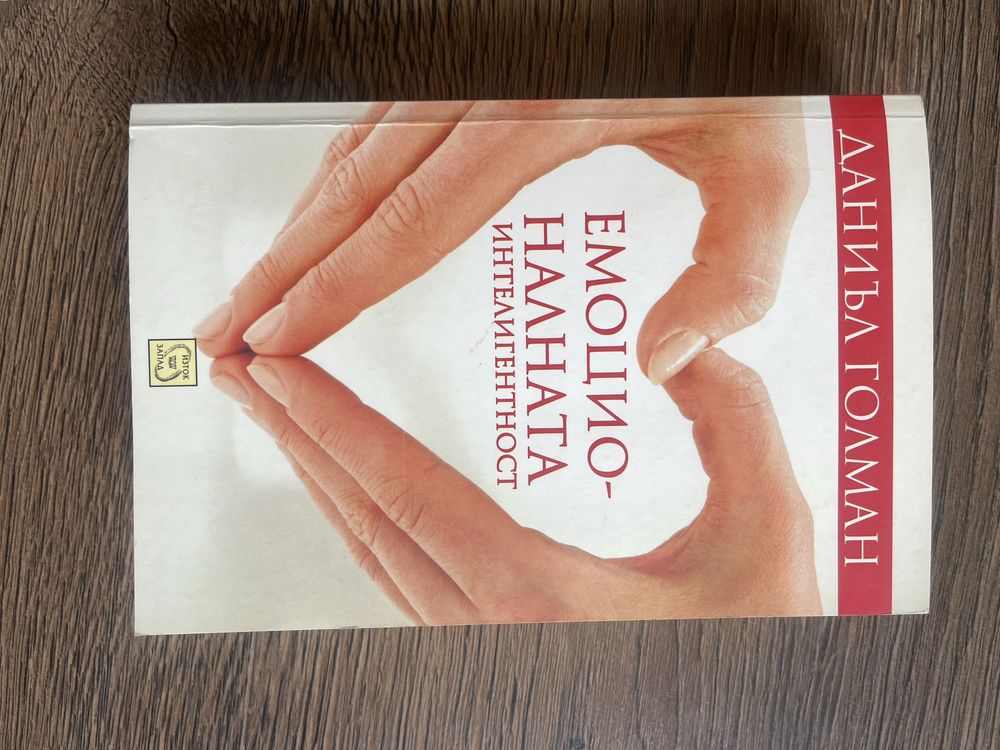 ДАНИЪЛ ГОЛМАН
ЕМОЦИО-
НАЛНАТА
ИНТЕЛИГЕНТНОСТ
ИЗТОК
ЗАПАД